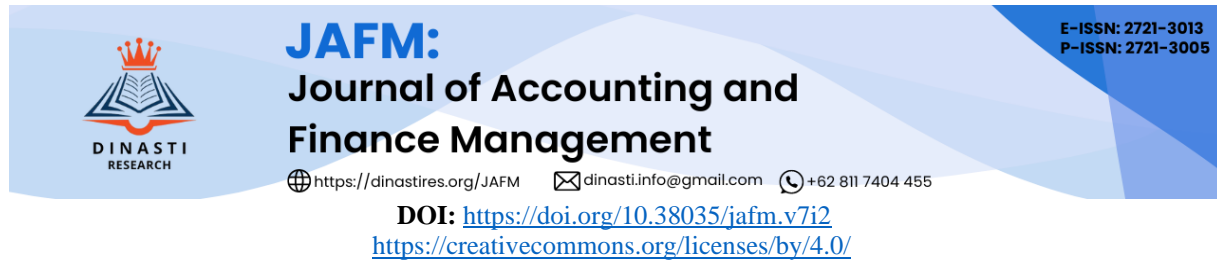 JAFM:
Journal of Accounting and
Finance Management
DINASTI
RESEARCH
https://dinastires.org/JAFM dinasti.info@gmail.com +62 811 7404 455
E-ISSN: 2721-3013
P-ISSN: 2721-3005
DOI: https://doi.org/10.38035/jafm.v7i2
https://creativecommons.org/licenses/by/4.0/